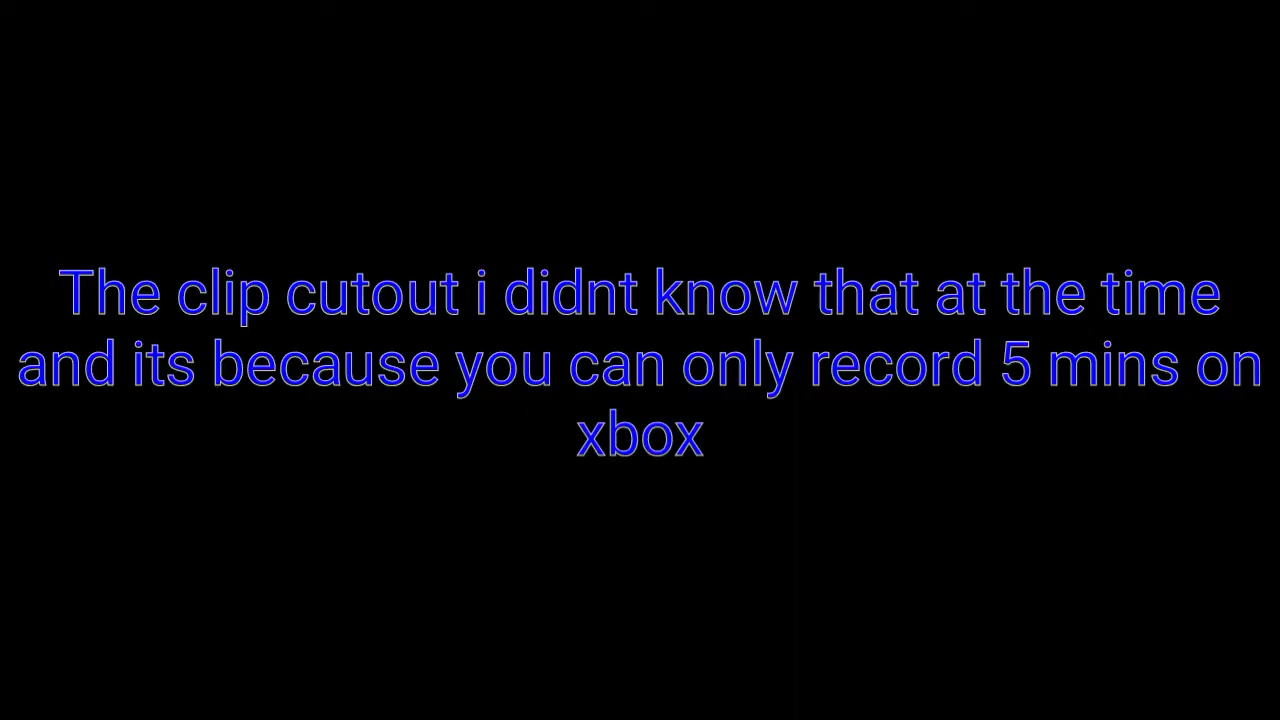 The clip cutout i didnt know that at the time
and its because you can only record 5 mins on
xbox